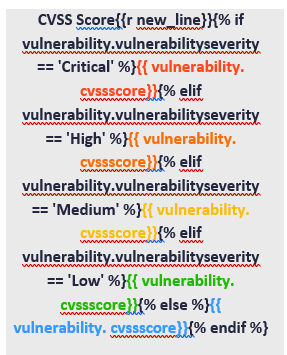 CVSS Score{{r new_line}}{% if
vulnerability.vulnerabilityseverity
== 'Critical' %}{{ vulnerability.
cvssscore}}{% elif
vulnerability.vulnerabilityseverity
== 'High' %}{{ vulnerability.
cvssscore}}{% elif
vulnerability.vulnerabilityseverity
== 'Medium' %}{{ vulnerability.
cvssscore}}{% elif
vulnerability.vulnerabilityseverity
== 'Low' %}{{ vulnerability.
cvssscore}}{% else %}{{
vulnerability. cvssscore}}{% endif %}